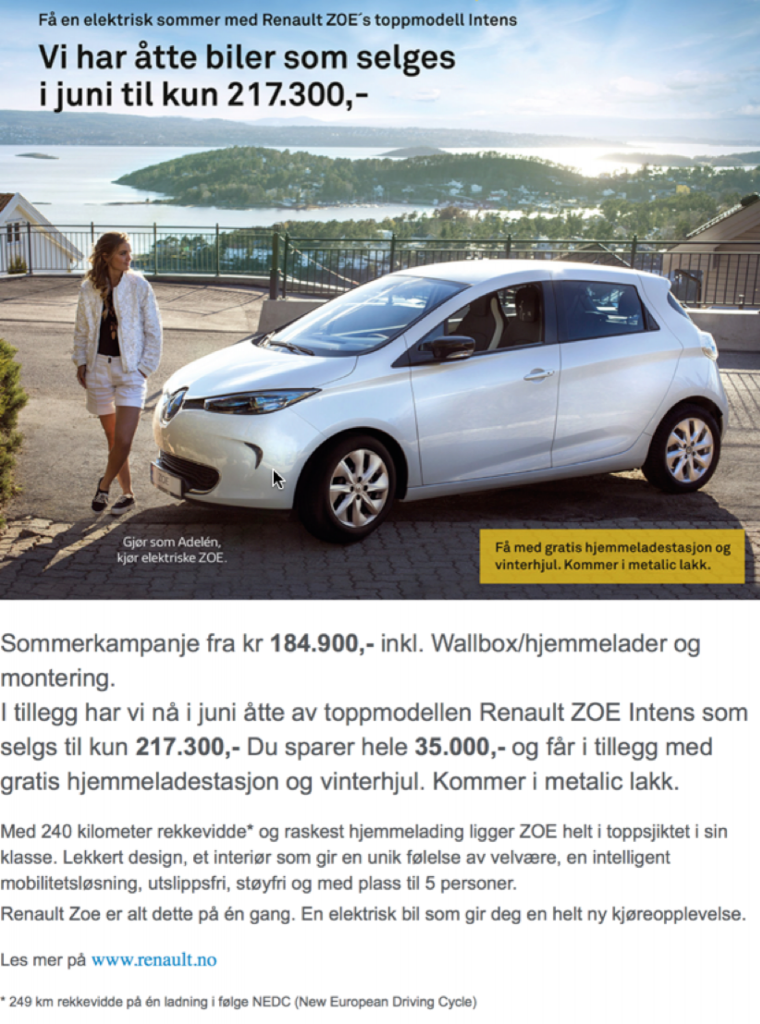 Få en elektrisk sommer med Renault ZOE´s toppmodell Intens
Vi har åtte biler som selges
i juni til kun 217.300,-
Gjør som Adelén,
kjør elektriske ZOE.
Få med gratis hjemmeladestasjon og
vinterhjul. Kommer i metalic lakk.
Sommerkampanje fra kr 184.900,- inkl. Wallbox/hjemmelader og
montering.
I tillegg har vi nå i juni åtte av toppmodellen Renault ZOE Intens som
selgs til kun 217.300,- Du sparer hele 35.000,- og får i tillegg med
gratis hjemmeladestasjon og vinterhjul. Kommer i metalic lakk.
Med 240 kilometer rekkevidde* og raskest hjemmelading ligger ZOE helt i toppsjiktet i sin
klasse. Lekkert design, et interiør som gir en unik følelse av velvære, en intelligent
mobilitetsløsning, utslippsfri, støyfri og med plass til 5 personer.
Renault Zoe er alt dette på én gang. En elektrisk bil som gir deg en helt ny kjøreopplevelse.
Les mer på www.renault.no
* 249 km rekkevidde på én ladning i følge NEDC (New European Driving Cycle)